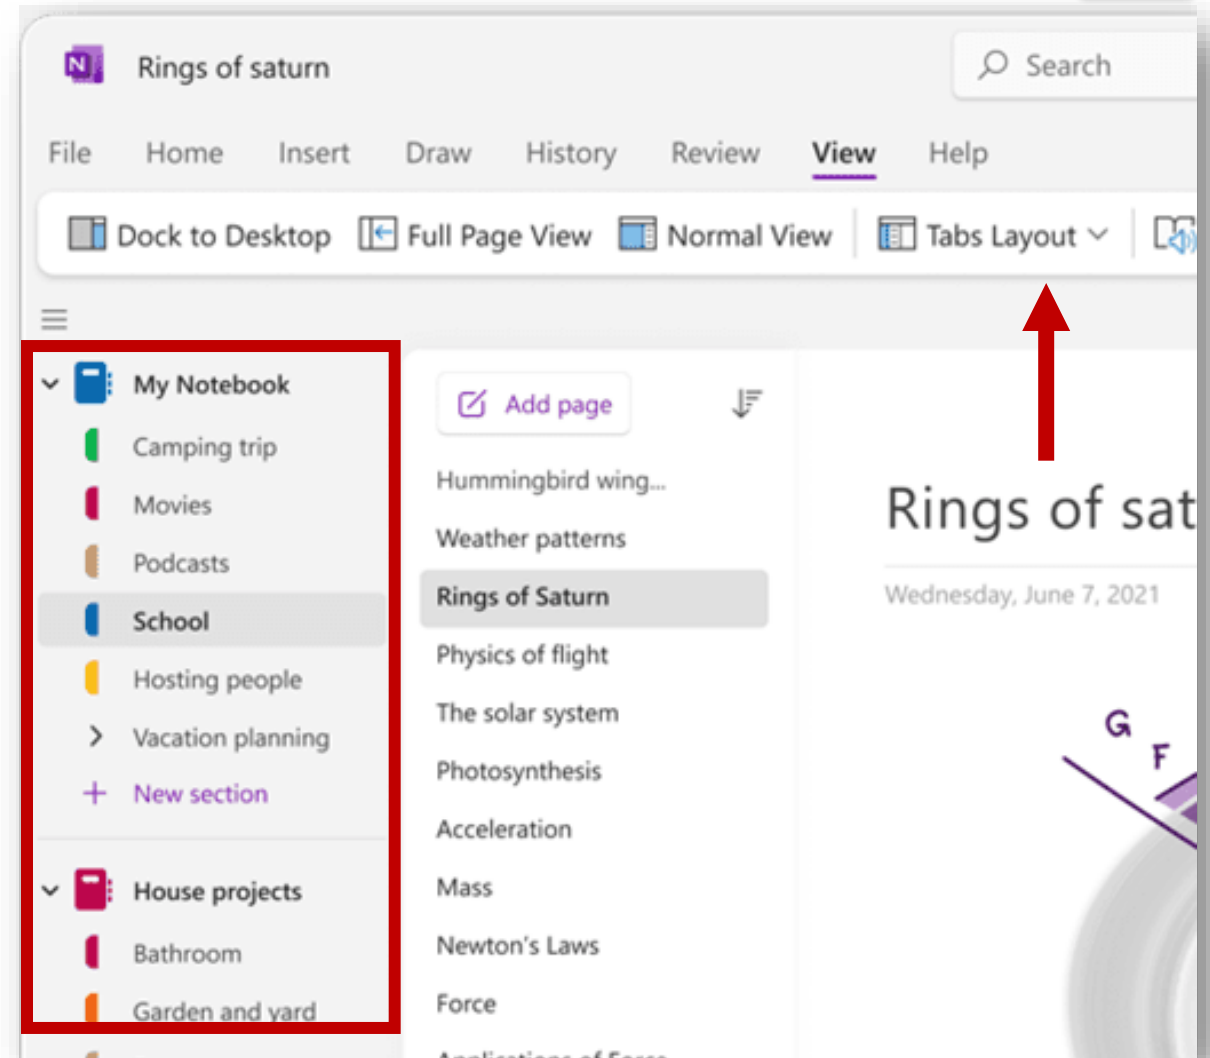 N
Rings of saturn
Search
File Home Insert Draw History Review View Help
Dock to Desktop Full Page View Normal View Tabs Layout
My Notebook
Camping trip
Movies
Podcasts
School
Hosting people
Vacation planning
+ New section
House projects
Bathroom
Garden and yard
Add page
Hummingbird wing...
Weather patterns
Rings of Saturn
Physics of flight
The solar system
Photosynthesis
Acceleration
Mass
Newton's Laws
Force
Applications of Force
Rings of sat
Wednesday, June 7, 2021
G
F